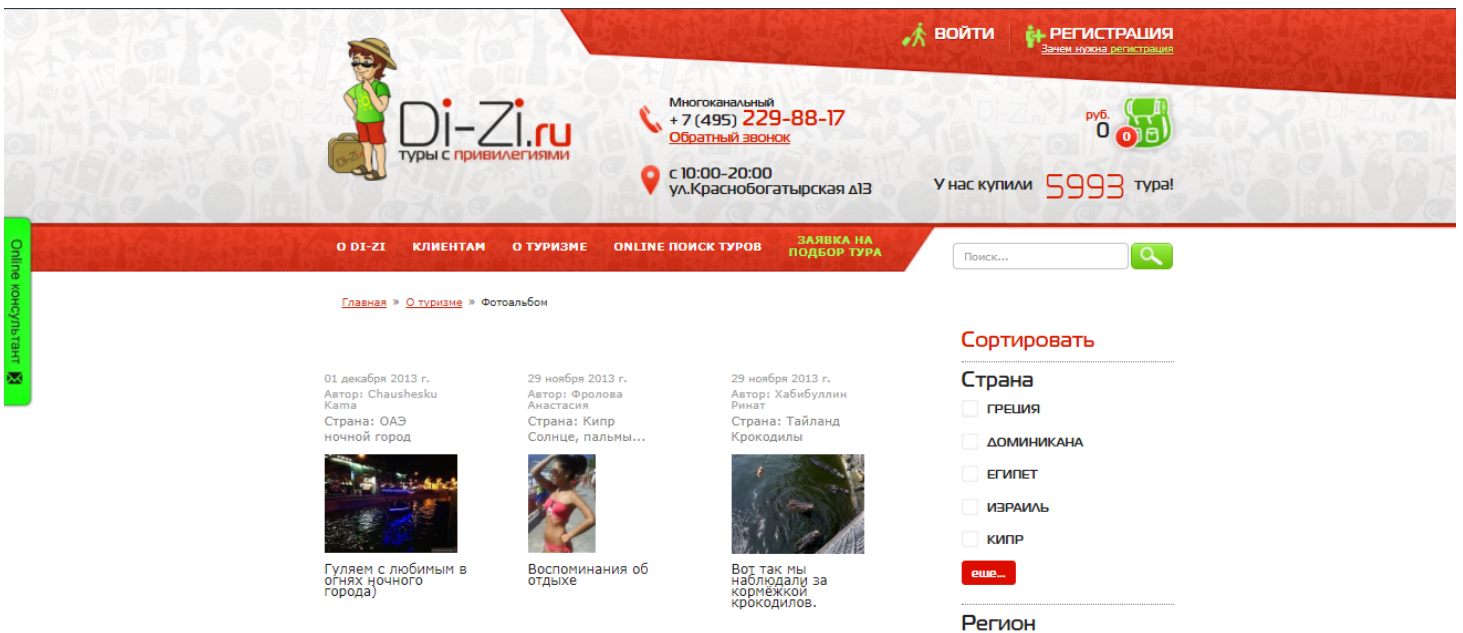 ВОЙТИ
РЕГИСТРАЦИЯ
Зачем нужна регистрация
Di-Zi.ru
туры с привилегиями
Di-Zi
Многоканальный
+ 7 (495) 229-88-17
Обратный звонок
с 10:00-20:00
ул.Краснобогатырская д13
руб.
0
0
У нас купили 5993 тура!
Online консультант
О DI-ZI
КЛИЕНТАМ
О ТУРИЗМЕ
ONLINE ПОИСК ТУРОВ
ЗАЯВКА НА
ПОДБОР ТУРА
Поиск...
Главная » О туризме » Фотоальбом
01 декабря 2013 г.
Автор: Chaushesku
Kama
Страна: ОАЭ
ночной город
Гуляем с любимым в
огнях ночного
города)
29 ноября 2013 г.
Автор: Фролова
Анастасия
Страна: Кипр
Солнце, пальмы...
Воспоминания об
отдыхе
29 ноября 2013 г.
Автор: Хабибуллин
Ринат
Страна: Тайланд
Крокодилы
Вот так мы
наблюдали за
кормёжкой
крокодилов.
Сортировать
Страна
ГРЕЦИЯ
ДОМИНИКАНА
ЕГИПЕТ
ИЗРАИЛЬ
КИПР
еше...
Регион